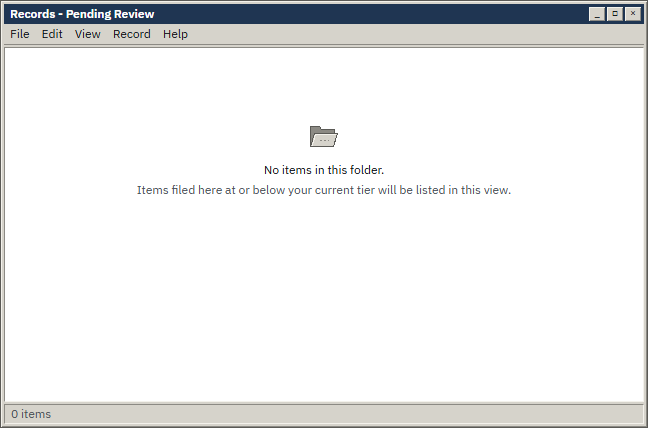 Records - Pending Review
File Edit View Record Help
No items in this folder.
Items filed here at or below your current tier will be listed in this view.
0 items